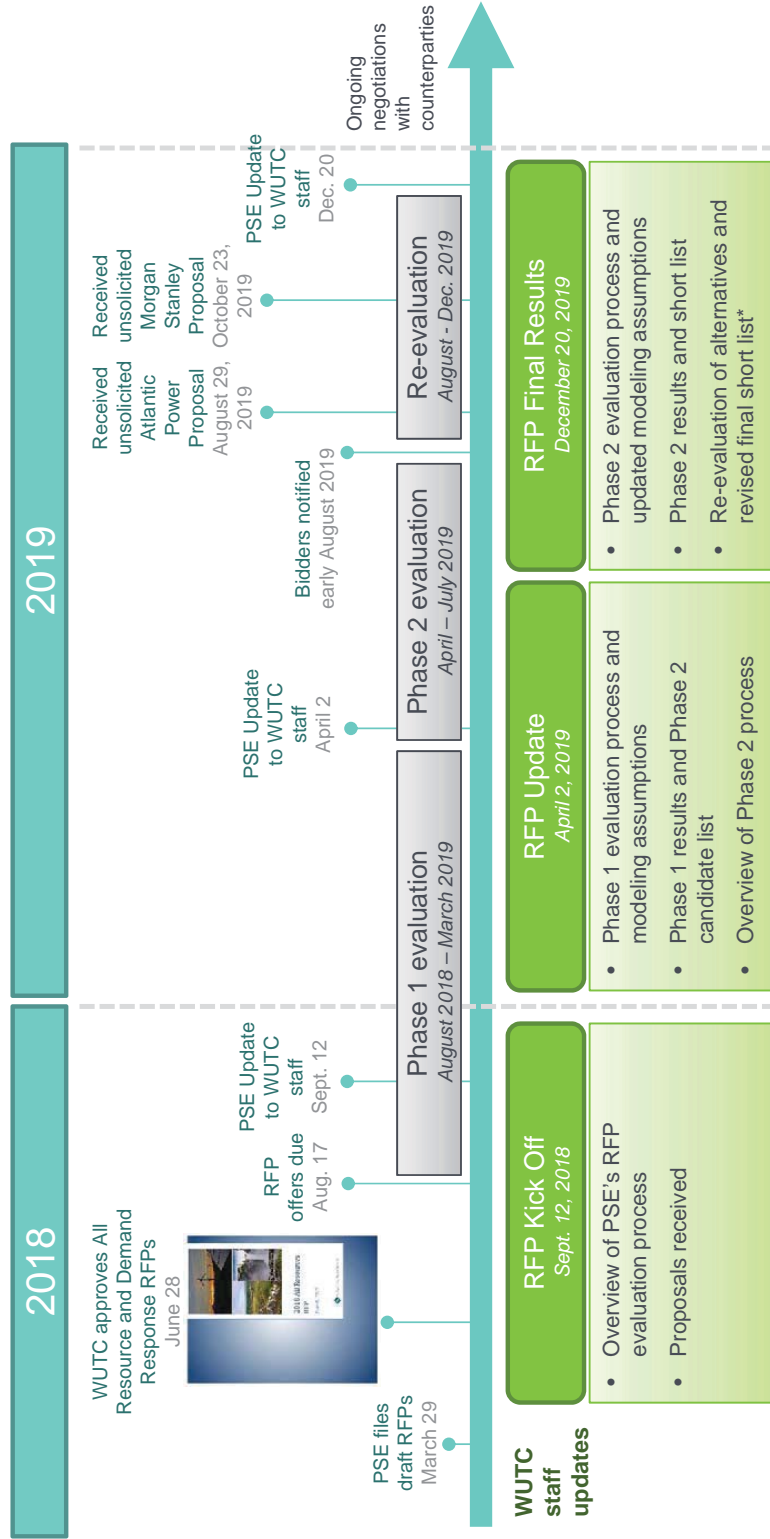 2018
2019
PSE files
draft RFPs
March 29
WUTC approves All
Resource and Demand
Response RFPs
June 28
RFP
offers due
Aug. 17
PSE Update
to WUTC
staff
Sept. 12
PSE Update
to WUTC
staff
April 2
Bidders notified
early August 2019
Received
unsolicited
Atlantic
Power
Proposal
August 29,
2019
Received
unsolicited
Morgan
Stanley
Proposal
October 23,
2019
PSE Update
to WUTC
staff
Dec. 20
Ongoing
negotiations
with
counterparties
Phase 1 evaluation
August 2018 – March 2019
Phase 2 evaluation
April – July 2019
Re-evaluation
August - Dec. 2019
WUTC
staff
updates
RFP Kick Off
Sept. 12, 2018
• Overview of PSE's RFP
evaluation process
• Proposals received
RFP Update
April 2, 2019
• Phase 1 evaluation process and
modeling assumptions
• Phase 1 results and Phase 2
candidate list
• Overview of Phase 2 process
RFP Final Results
December 20, 2019
• Phase 2 evaluation process and
updated modeling assumptions
• Phase 2 results and short list
• Re-evaluation of alternatives and
revised final short list*